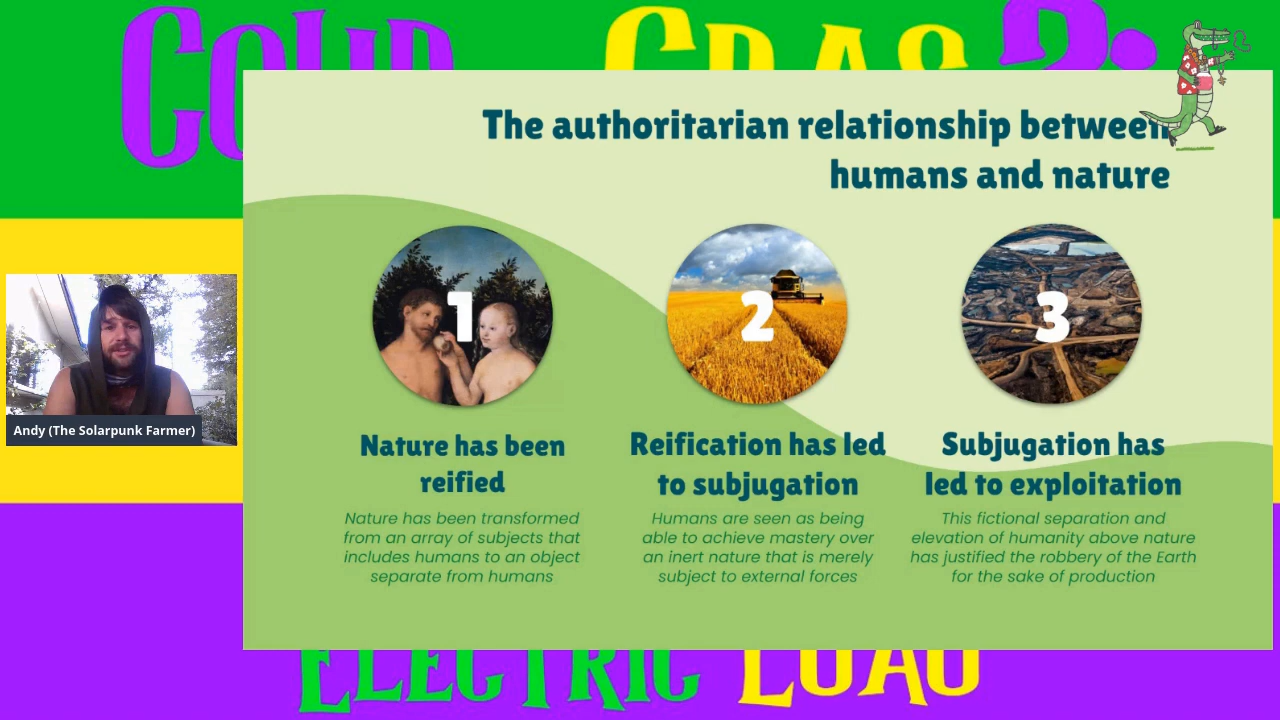 The authoritarian relationship between
humans and nature
1
2
3
Nature has been
reified
Nature has been transformed
from an array of subjects that
includes humans to an object
separate from humans
Reification has led
to subjugation
Humans are seen as being
able to achieve mastery over
an inert nature that is merely
subject to external forces
Subjugation has
led to exploitation
This fictional separation and
elevation of humanity above nature
has justified the robbery of the Earth
for the sake of production
Andy (The Solarpunk Farmer)
ELECTRIC LUAU